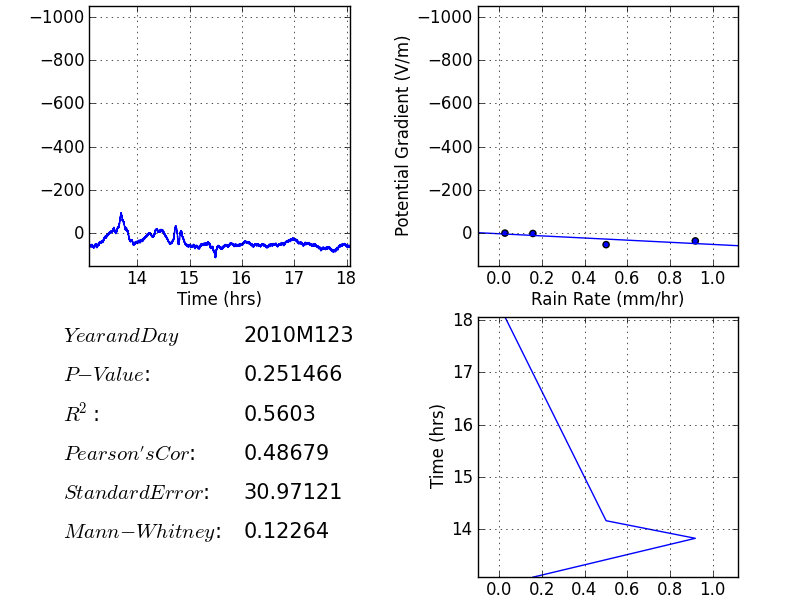 −1000
−800
−600
−400
−200
0
14 15 16 17 18
Time (hrs)
Potential Gradient (V/m)
−1000
−800
−600
−400
−200
0
0.0 0.2 0.4 0.6 0.8 1.0
Rain Rate (mm/hr)
YearandDay 2010M123
P−Value: 0.251466
R²: 0.5603
Pearson'sCor: 0.48679
StandardError: 30.97121
Mann−Whitney: 0.12264
Time (hrs)
18
17
16
15
14
0.0 0.2 0.4 0.6 0.8 1.0